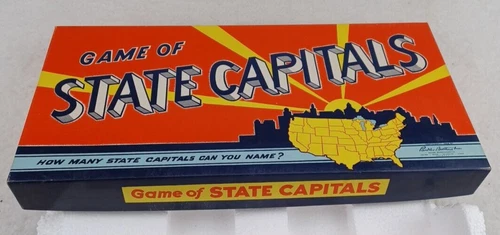 GAME OF
STATE CAPITALS
HOW MANY STATE CAPITALS CAN YOU NAME?
Game of STATE CAPITALS